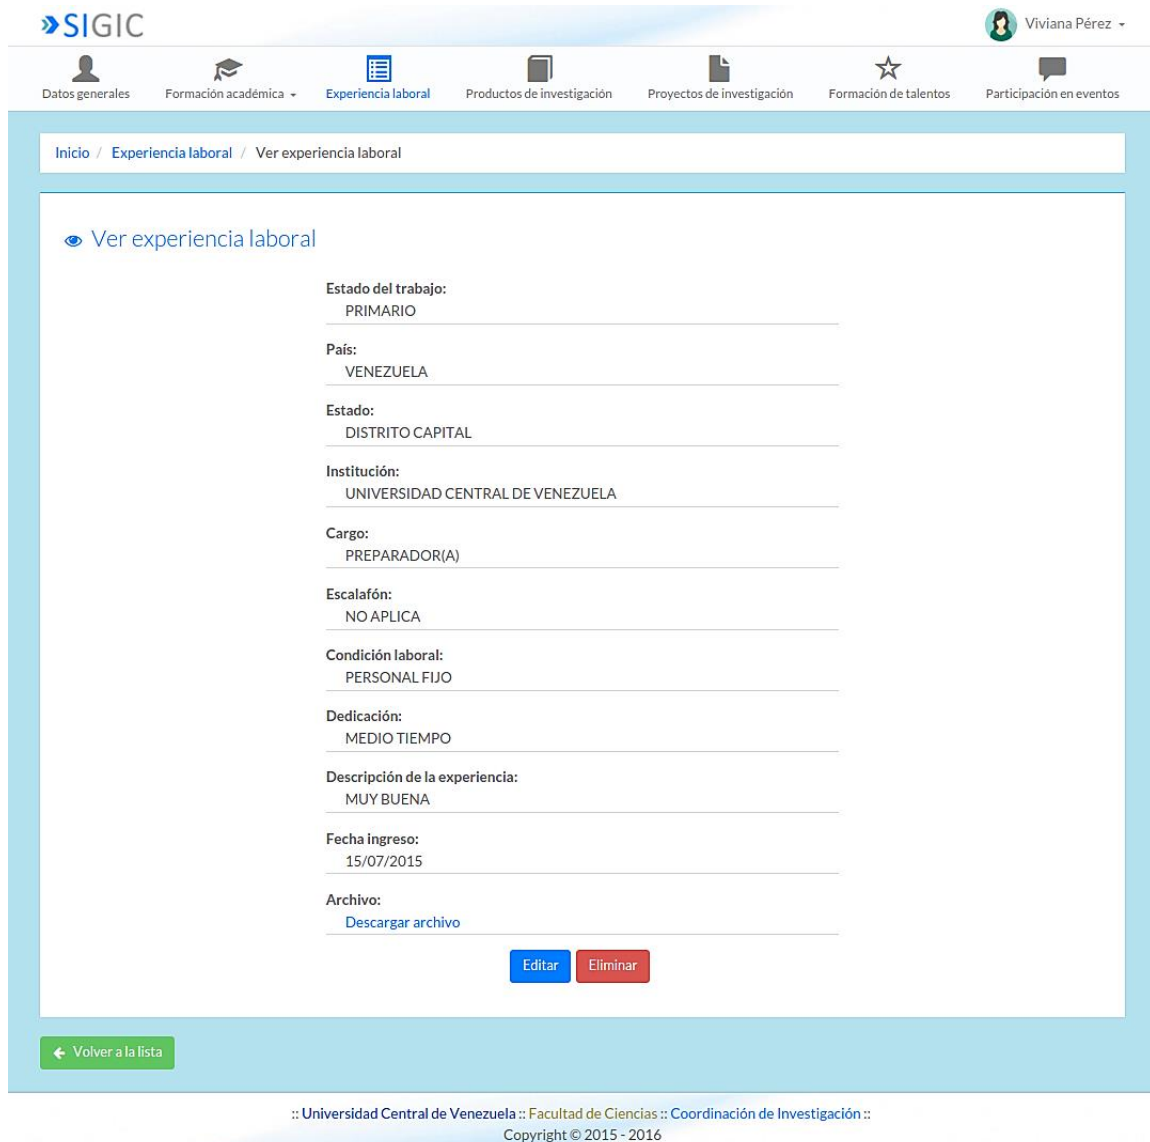 SIGIC
Viviana Pérez
Datos generales
Formación académica
Experiencia laboral
Productos de investigación
Proyectos de investigación
Formación de talentos
Participación en eventos
Inicio / Experiencia laboral / Ver experiencia laboral
Ver experiencia laboral
Estado del trabajo:
PRIMARIO
País:
VENEZUELA
Estado:
DISTRITO CAPITAL
Institución:
UNIVERSIDAD CENTRAL DE VENEZUELA
Cargo:
PREPARADOR(A)
Escalafón:
NO APLICA
Condición laboral:
PERSONAL FIJO
Dedicación:
MEDIO TIEMPO
Descripción de la experiencia:
MUY BUENA
Fecha ingreso:
15/07/2015
Archivo:
Descargar archivo
Editar
Eliminar
Volver a la lista
:: Universidad Central de Venezuela :: Facultad de Ciencias :: Coordinación de Investigación ::
Copyright © 2015 - 2016